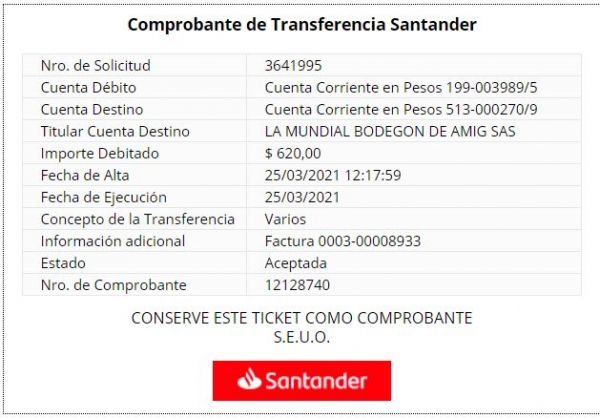 Comprobante de Transferencia Santander
Nro. de Solicitud 3641995
Cuenta Débito Cuenta Corriente en Pesos 199-003989/5
Cuenta Destino Cuenta Corriente en Pesos 513-000270/9
Titular Cuenta Destino LA MUNDIAL BODEGON DE AMIG SAS
Importe Debitado $ 620,00
Fecha de Alta 25/03/2021 12:17:59
Fecha de Ejecución 25/03/2021
Concepto de la Transferencia Varios
Información adicional Factura 0003-00008933
Estado Aceptada
Nro. de Comprobante 12128740
CONSERVE ESTE TICKET COMO COMPROBANTE
S.E.U.O.
Santander